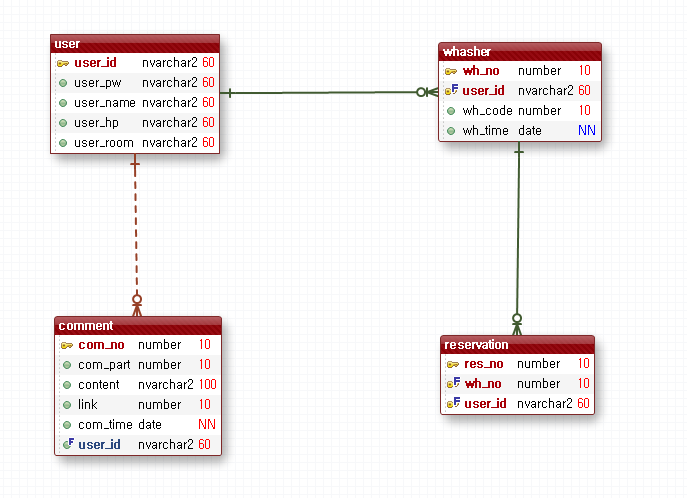 user
user_id nvarchar2 60
user_pw nvarchar2 60
user_name nvarchar2 60
user_hp nvarchar2 60
user_room nvarchar2 60
whasher
wh_no number 10
user_id nvarchar2 60
wh_code number 10
wh_time date NN
comment
com_no number 10
com_part number 10
content nvarchar2 100
link number 10
com_time date NN
user_id nvarchar2 60
reservation
res_no number 10
wh_no number 10
user_id nvarchar2 60